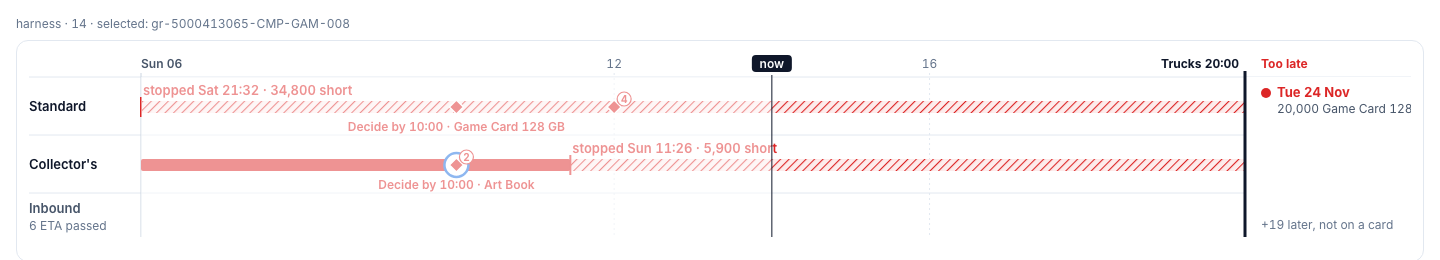 harness · 14 · selected: gr-5000413065-CMP-GAM-008
Sun 06
12
now
16
Trucks 20:00
Too late
Standard
stopped Sat 21:32 · 34,800 short
4
Decide by 10:00 · Game Card 128 GB
Tue 24 Nov
20,000 Game Card 128
Collector's
stopped Sun 11:26 · 5,900 short
2
Decide by 10:00 · Art Book
Inbound
6 ETA passed
+19 later, not on a card